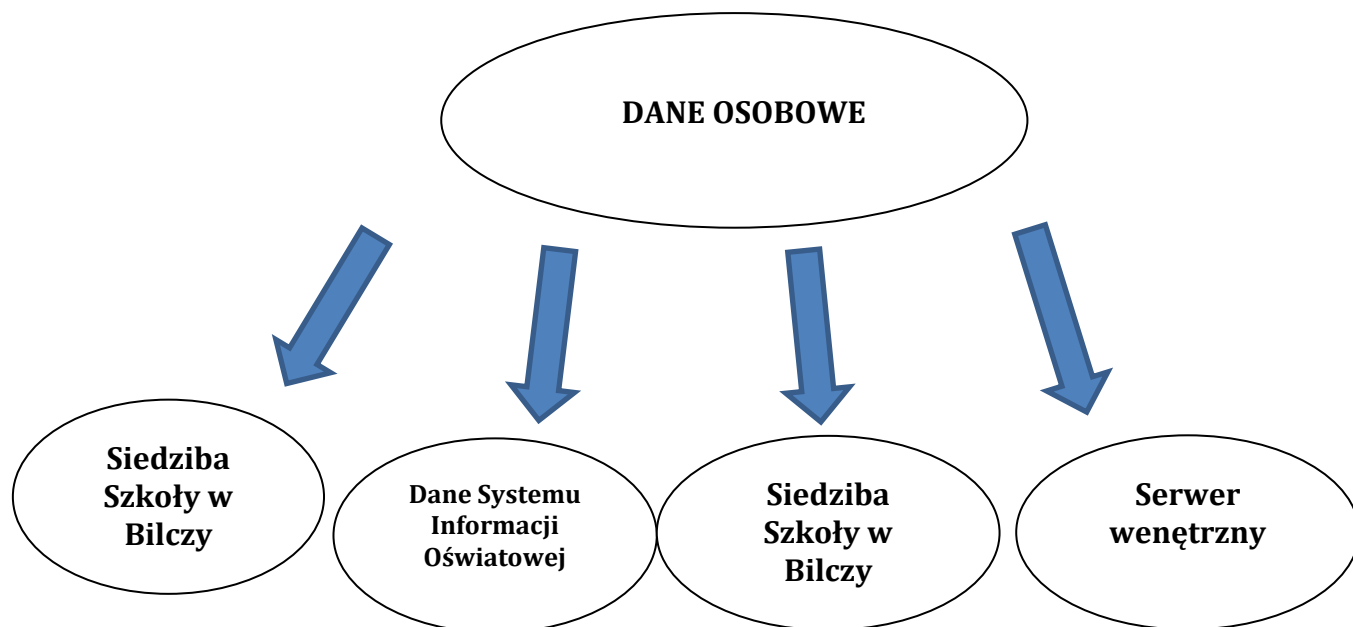 DANE OSOBOWE
Siedziba
Szkoły w
Bilczy
Dane Systemu
Informacji
Oświatowej
Siedziba
Szkoły w
Bilczy
Serwer
wenętrzny